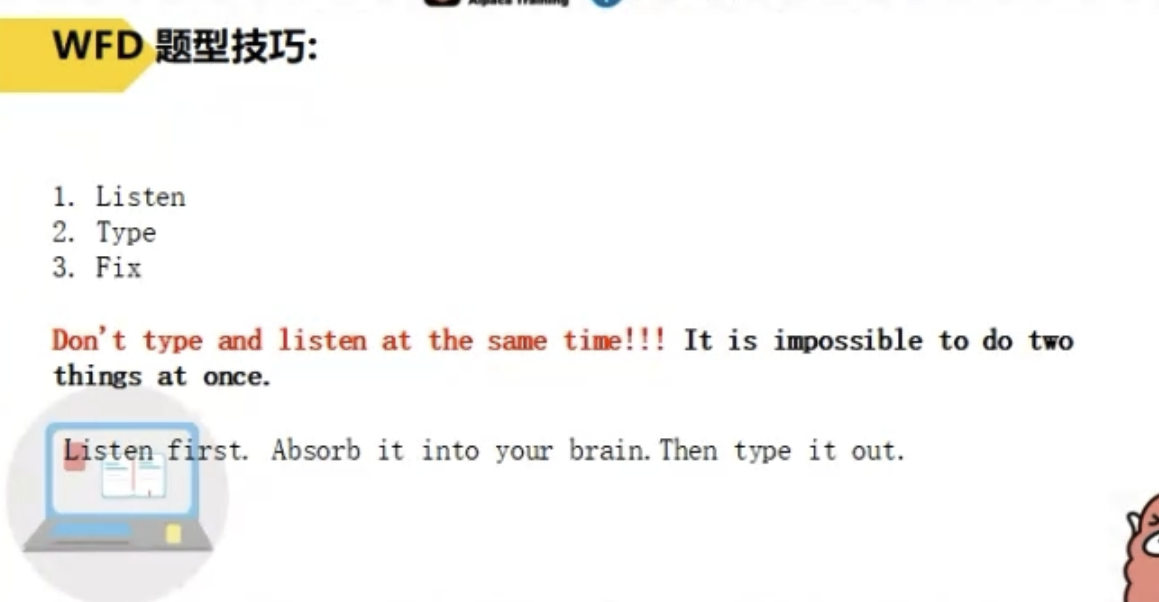 Alpaca Training
WFD 题型技巧:
1. Listen
2. Type
3. Fix
Don't type and listen at the same time!!! It is impossible to do two
things at once.
Listen first. Absorb it into your brain. Then type it out.